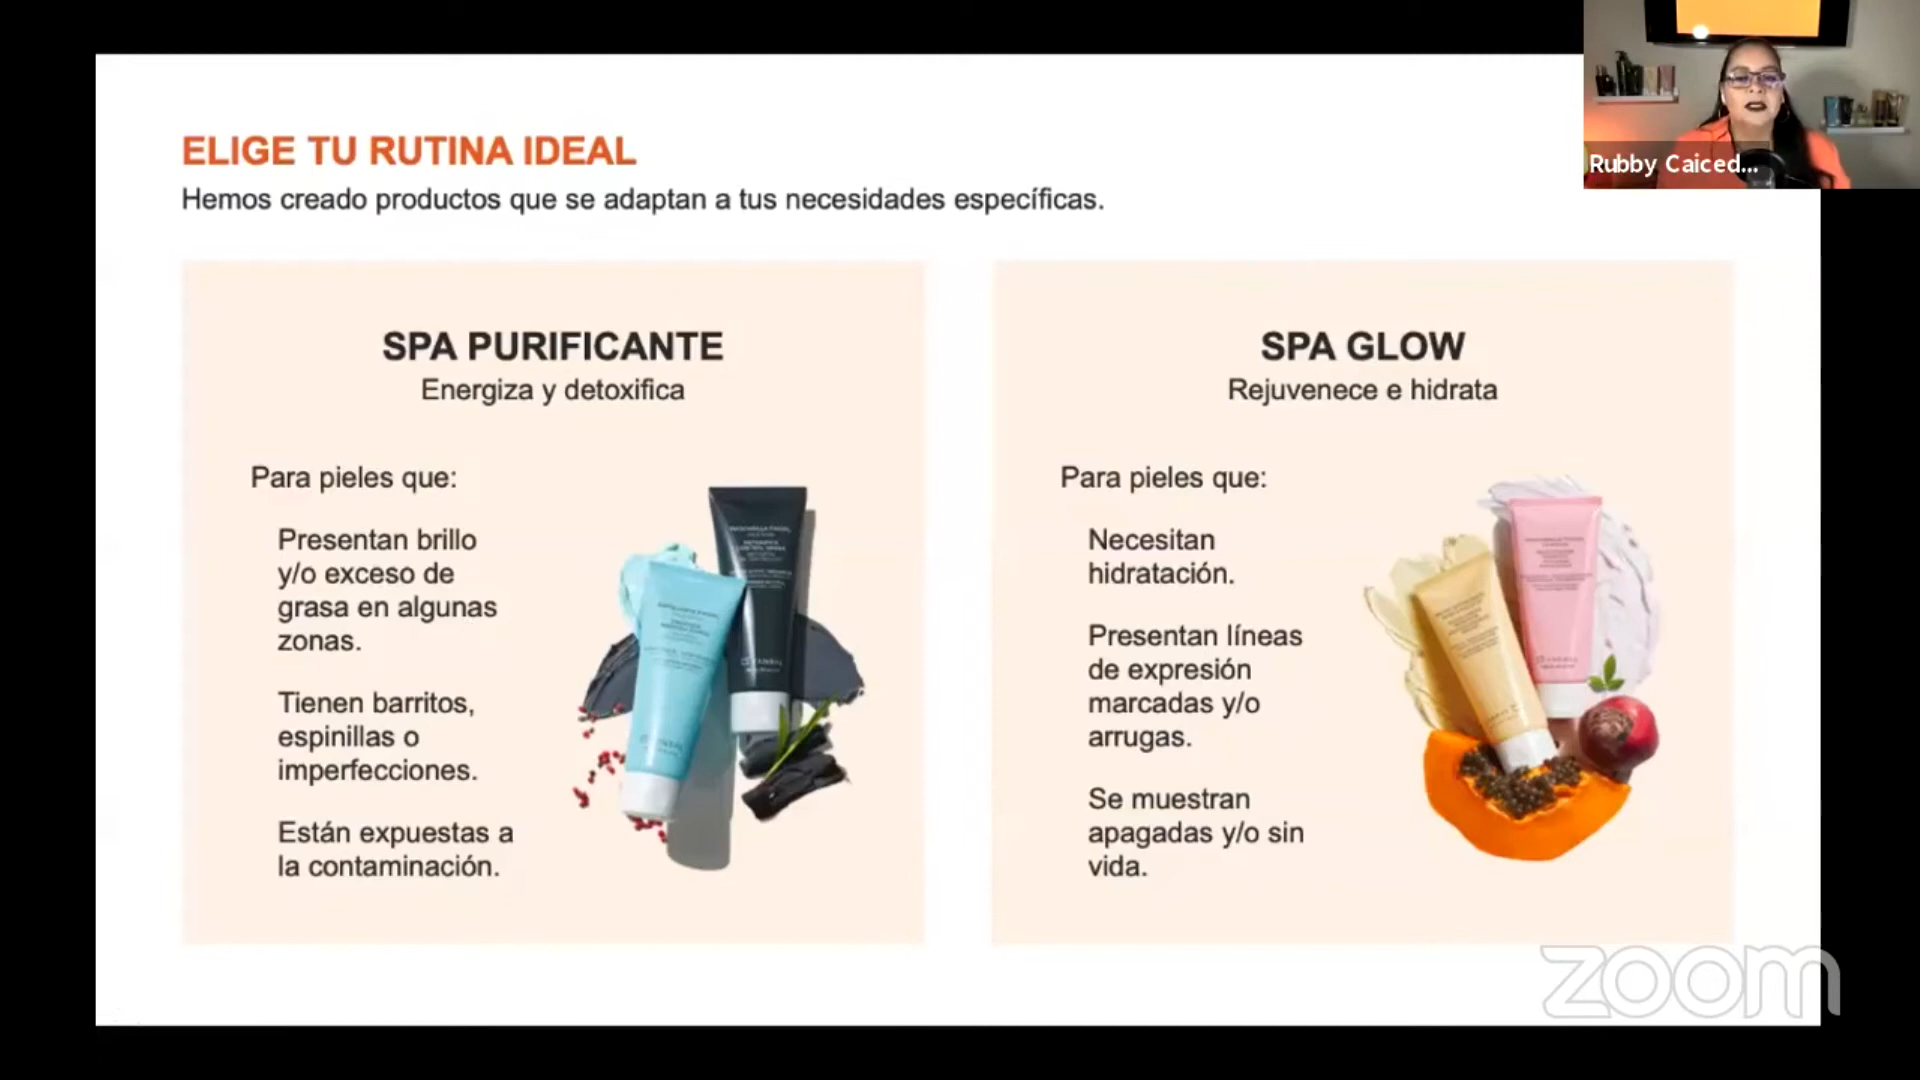 ELIGE TU RUTINA IDEAL
Hemos creado productos que se adaptan a tus necesidades específicas.
Rubby Caiced...
SPA PURIFICANTE
Energiza y detoxifica
Para pieles que:
Presentan brillo
y/o exceso de
grasa en algunas
zonas.
Tienen barritos,
espinillas o
imperfecciones.
Están expuestas a
la contaminación.
SPA GLOW
Rejuvenece e hidrata
Para pieles que:
Necesitan
hidratación.
Presentan líneas
de expresión
marcadas y/o
arrugas.
Se muestran
apagadas y/o sin
vida.
zoom